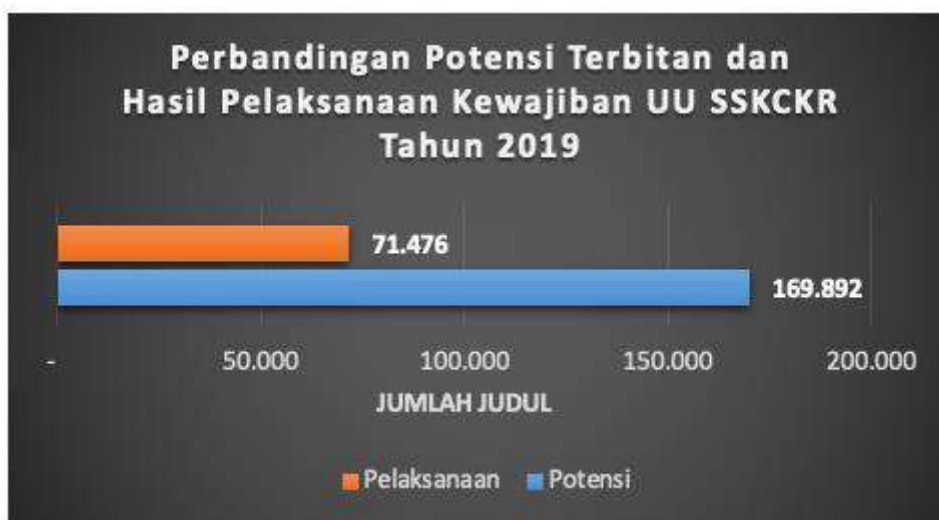 Perbandingan Potensi Terbitan dan
Hasil Pelaksanaan Kewajiban UU SSKCKR
Tahun 2019
71.476
169.892
- 50.000 100.000 150.000 200.000
JUMLAH JUDUL
Pelaksanaan Potensi